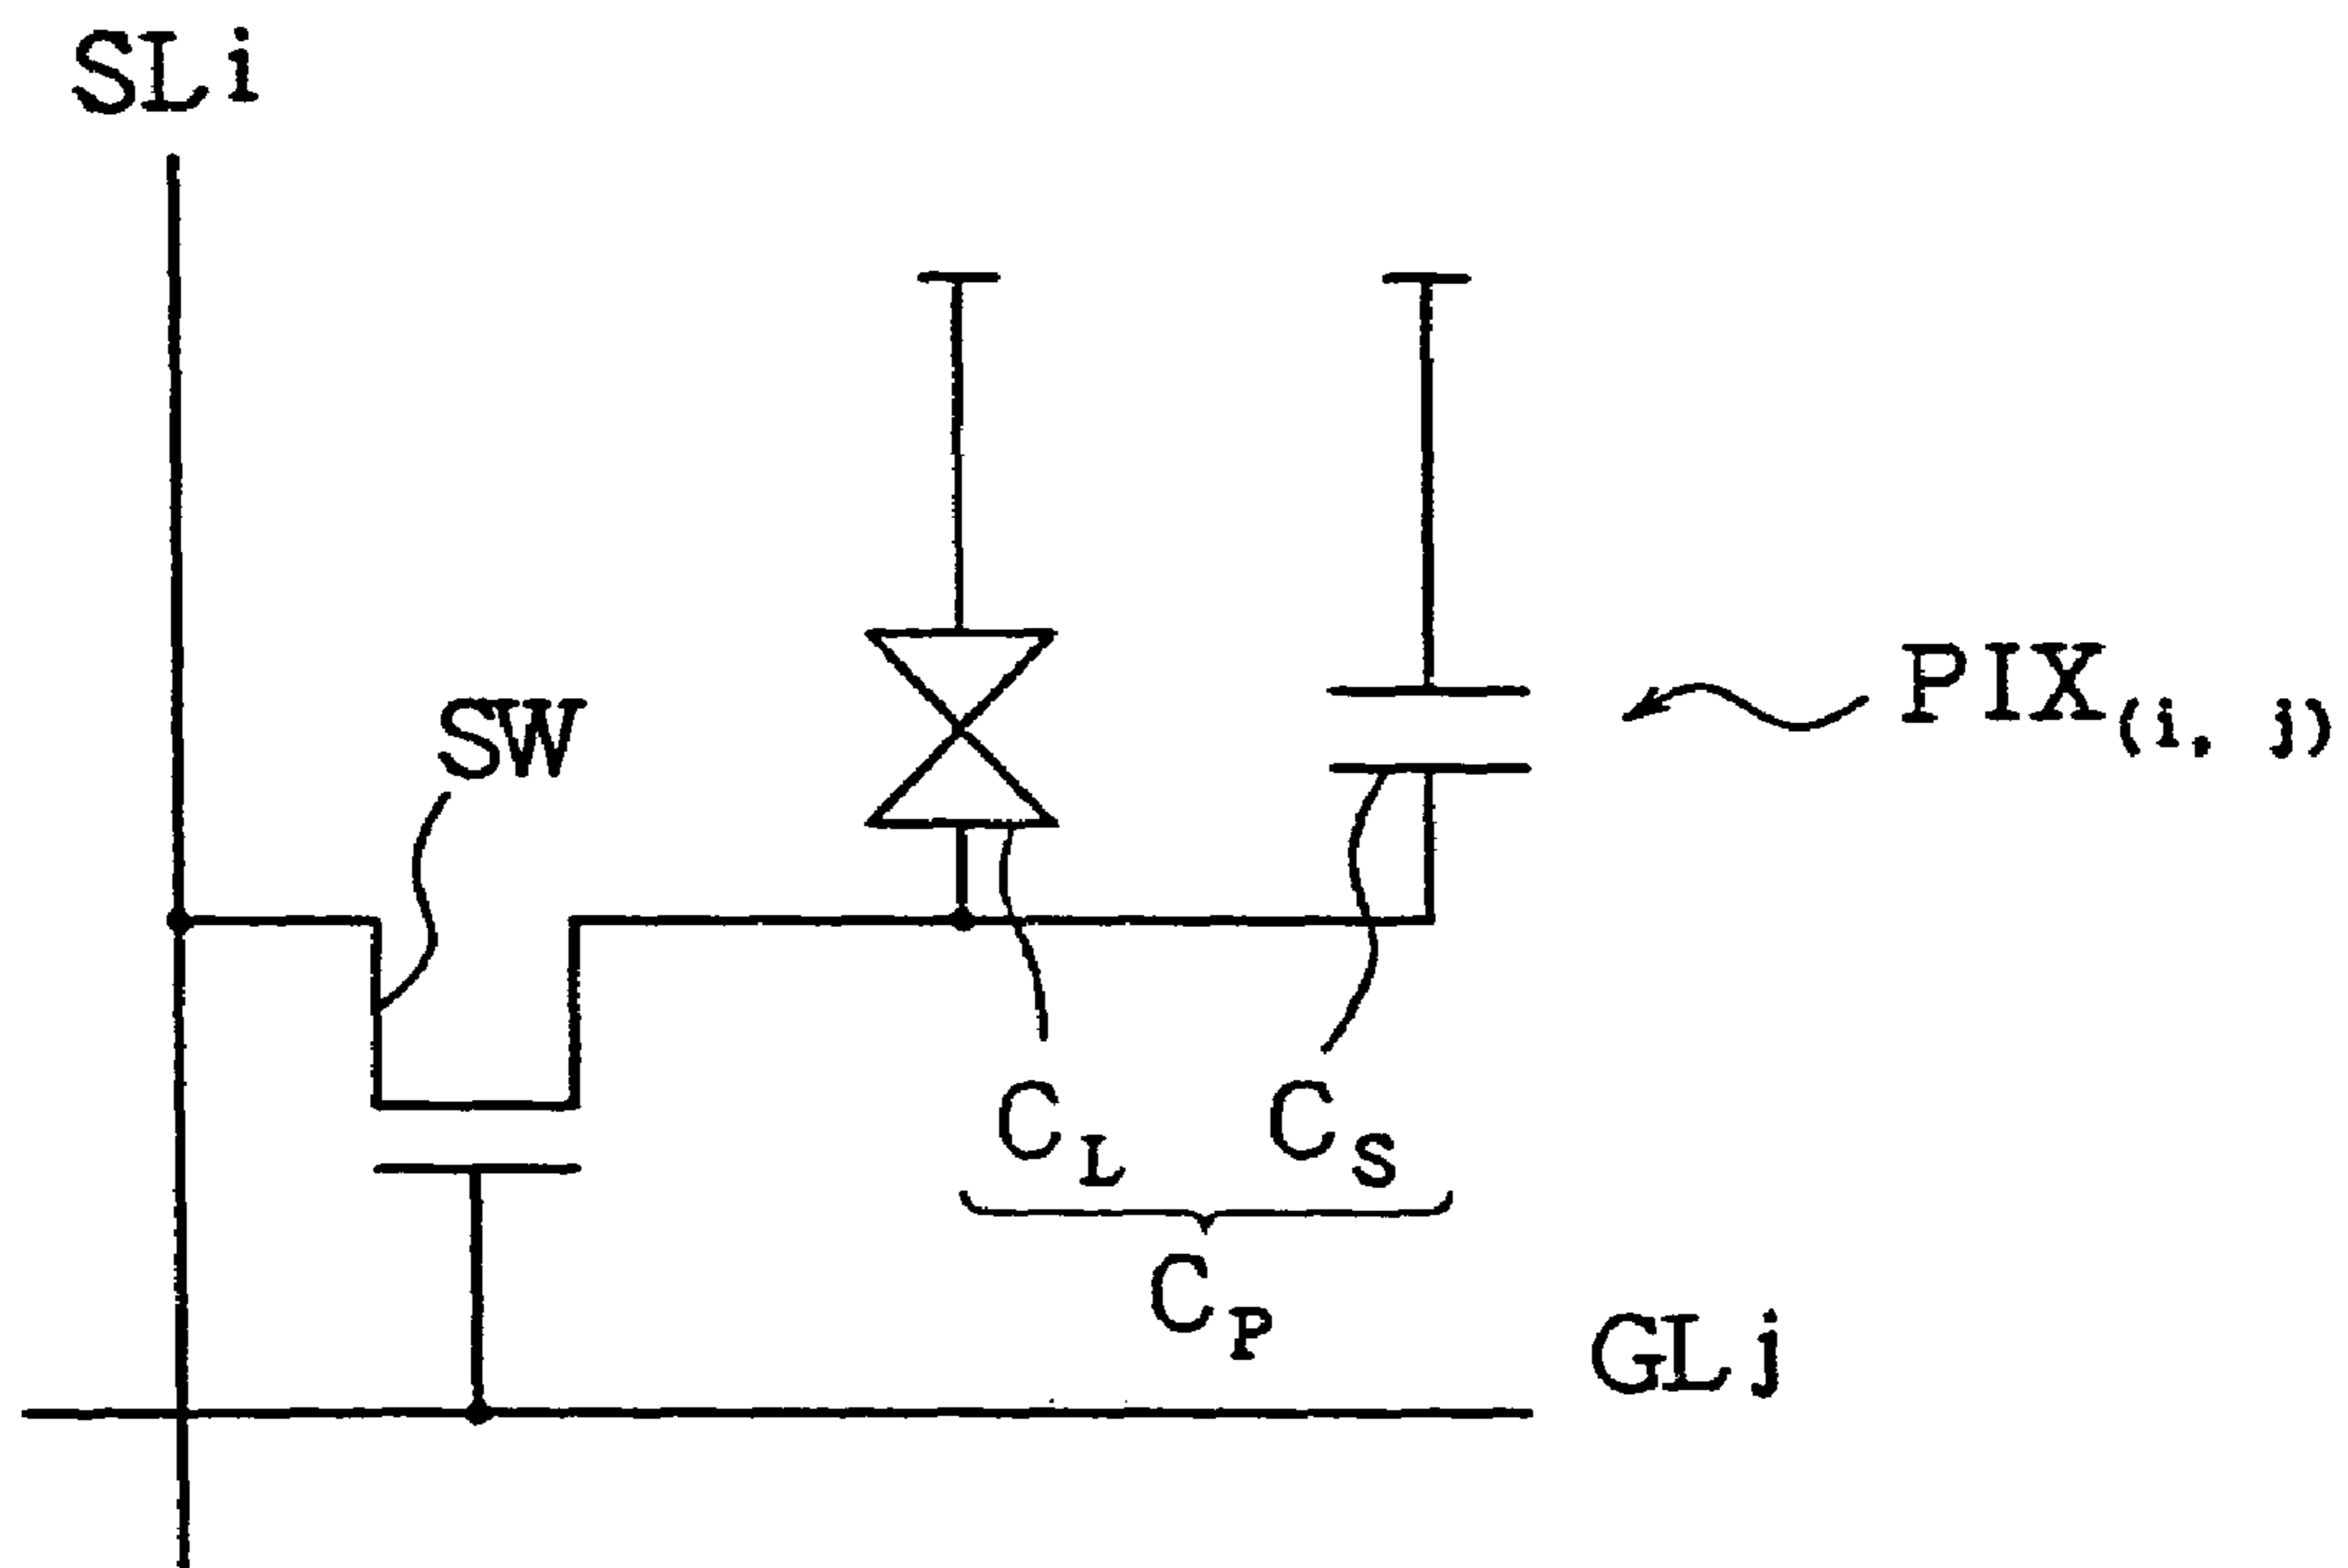 SLi
PIX(i, j)
SW
CL CS
CP
GLj